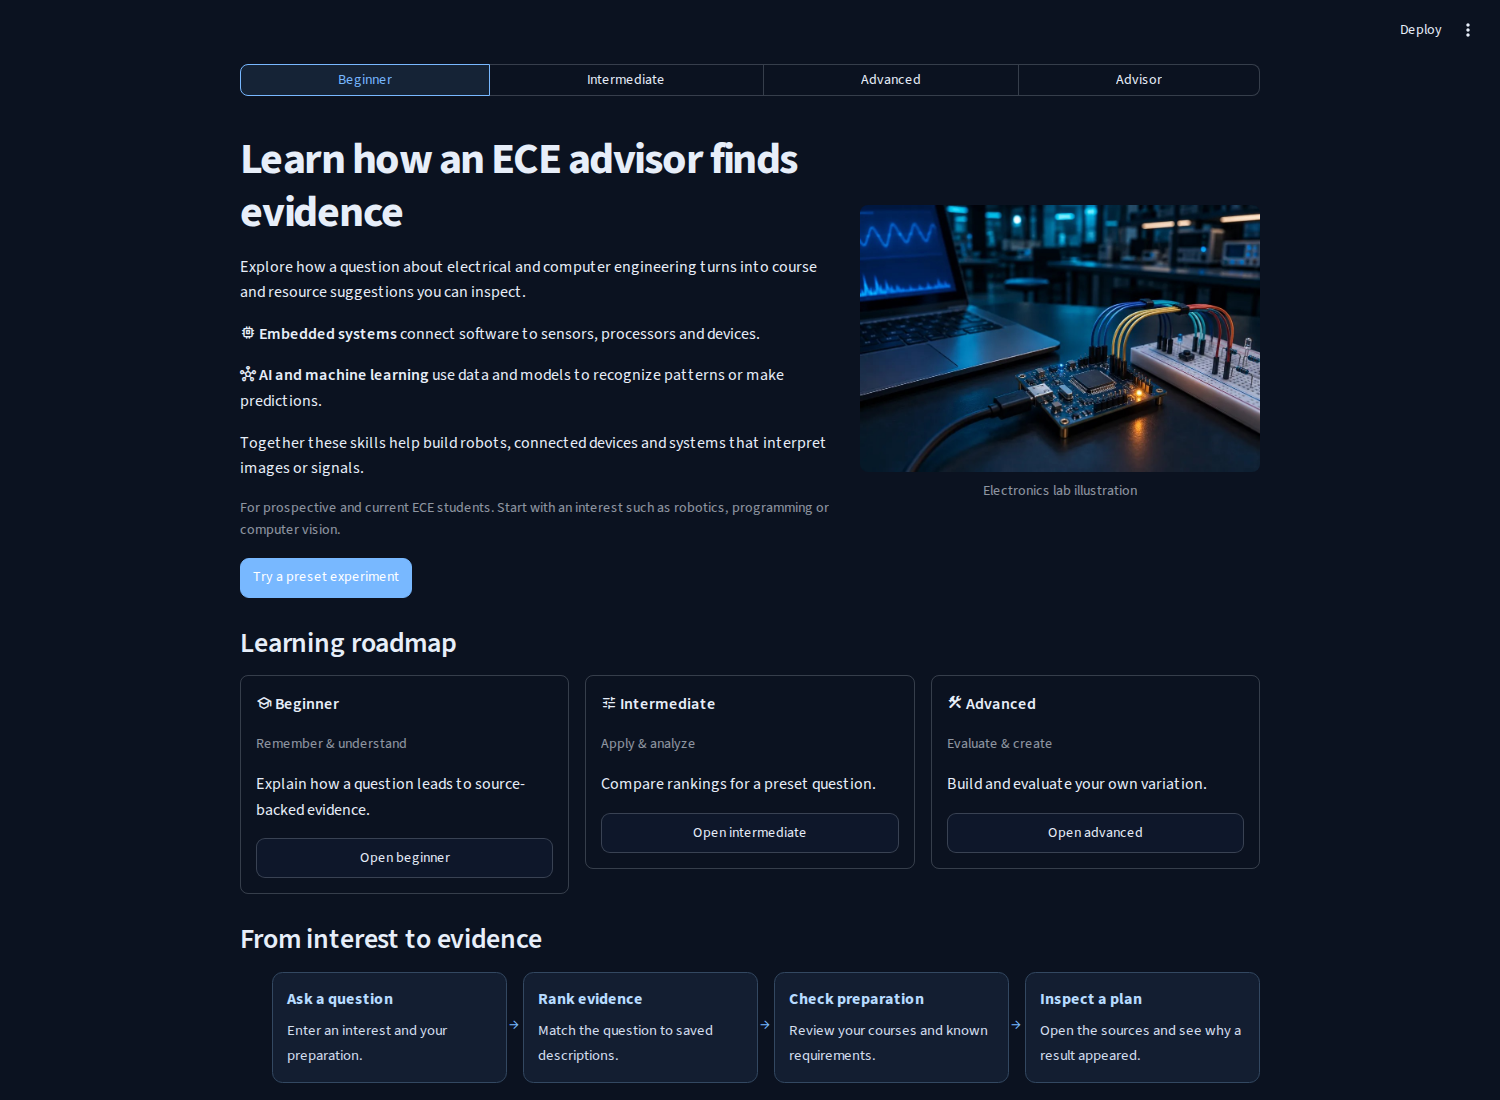 Deploy
Beginner
Intermediate
Advanced
Advisor
Learn how an ECE advisor finds
evidence
Explore how a question about electrical and computer engineering turns into course
and resource suggestions you can inspect.
Embedded systems connect software to sensors, processors and devices.
AI and machine learning use data and models to recognize patterns or make
predictions.
Together these skills help build robots, connected devices and systems that interpret
images or signals.
For prospective and current ECE students. Start with an interest such as robotics, programming or
computer vision.
Try a preset experiment
Electronics lab illustration
Learning roadmap
Beginner
Remember & understand
Explain how a question leads to source-
backed evidence.
Open beginner
Intermediate
Apply & analyze
Compare rankings for a preset question.
Open intermediate
Advanced
Evaluate & create
Build and evaluate your own variation.
Open advanced
From interest to evidence
Ask a question
Enter an interest and your
preparation.
Rank evidence
Match the question to saved
descriptions.
Check preparation
Review your courses and known
requirements.
Inspect a plan
Open the sources and see why a
result appeared.